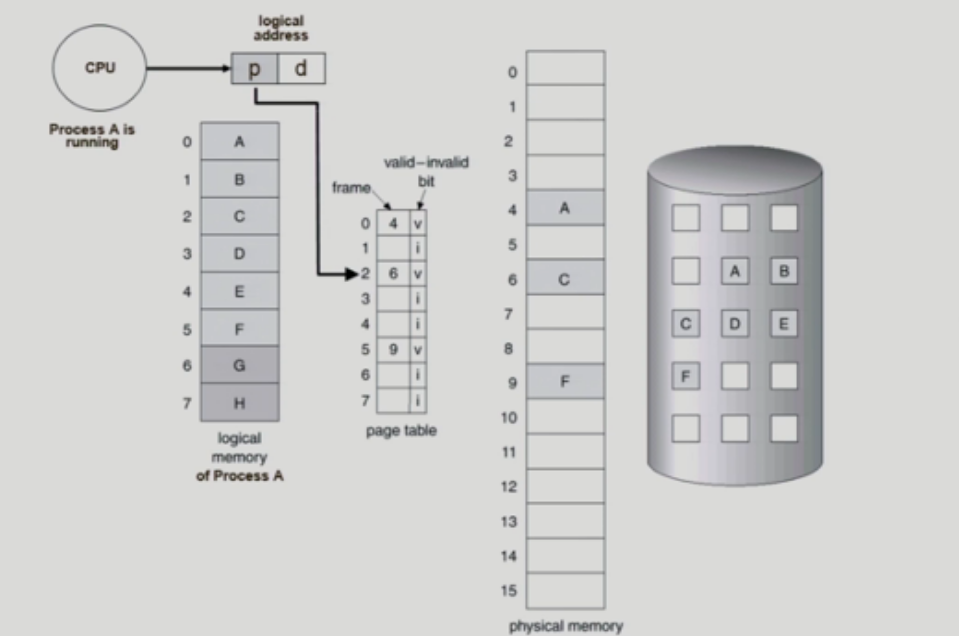 logical
address
CPU
p d
Process A is
running
0 A
1 B
2 C
3 D
4 E
5 F
6 G
7 H
logical
memory
of Process A
valid–invalid
bit
frame
0 4 v
1 i
2 6 v
3 i
4 i
5 9 v
6 i
7 i
page table
0
1
2
3
4 A
5
6 C
7
8
9 F
10
11
12
13
14
15
physical memory
A B
C D E
F